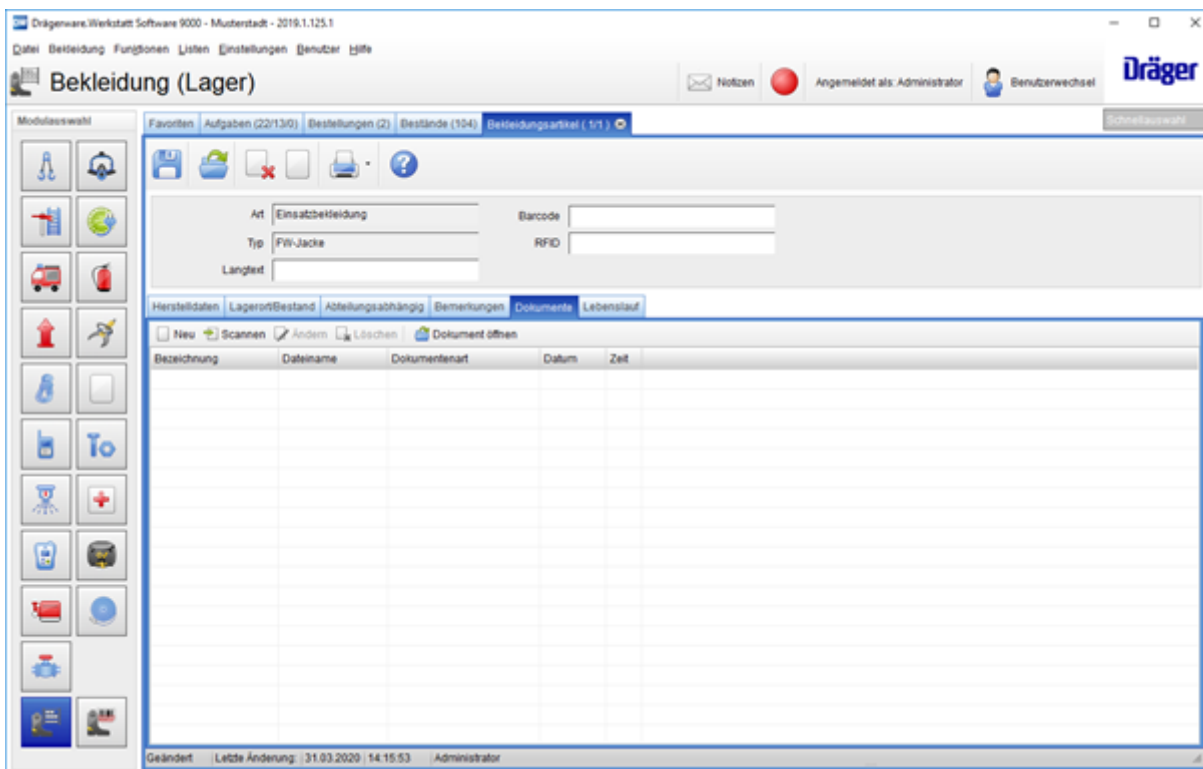 Drägerware.Werkstatt Software 9000 - Musterstadt - 2019.1.125.1
Datei Bekleidung Funktionen Listen Einstellungen Benutzer Hilfe
Bekleidung (Lager)
Notizen
Angemeldet als: Administrator
Benutzerwechsel
Dräger
Modulauswahl
Favoriten Aufgaben (22/13/0) Bestellungen (2) Bestände (104) Bekleidungsartikel ( 1/1 )
Schnellauswahl
Art Einsatzbekleidung Barcode
Typ FW-Jacke RFID
Langtext
Herstelldaten Lagerort/Bestand Abteilungsabhängig Bemerkungen Dokumente Lebenslauf
Neu Scannen Ändern Löschen Dokument öffnen
Bezeichnung Dateiname Dokumentenart Datum Zeit
Geändert Letzte Änderung: 31.03.2020 14:15:53 Administrator